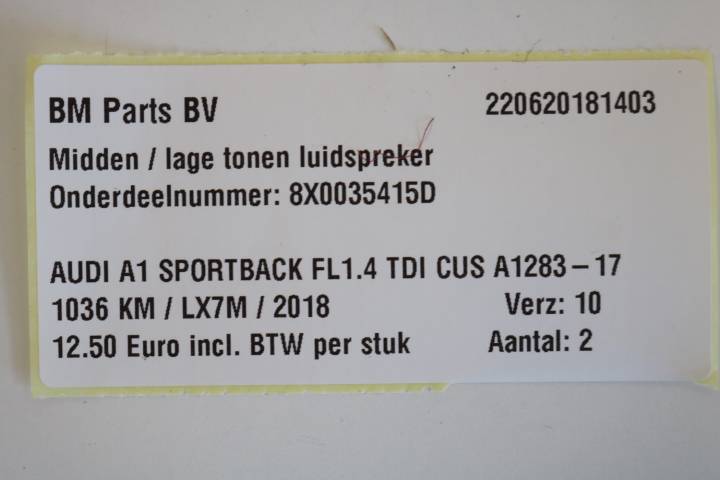 BM Parts BV 220620181403
Midden / lage tonen luidspreker
Onderdeelnummer: 8X0035415D
AUDI A1 SPORTBACK FL1.4 TDI CUS A1283-17
1036 KM / LX7M / 2018 Verz: 10
12.50 Euro incl. BTW per stuk Aantal: 2